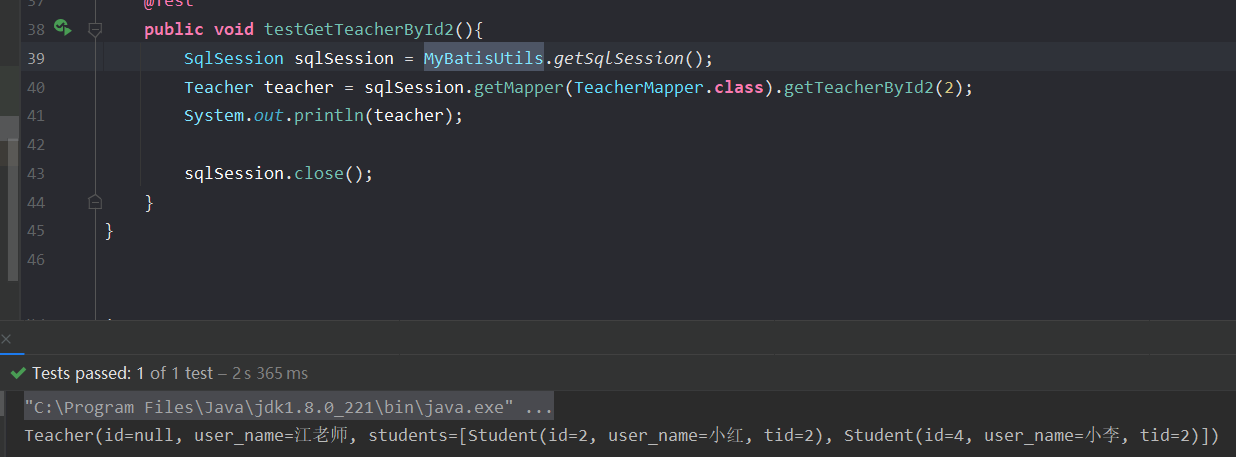 37 @Test
38 public void testGetTeacherById2(){
39 SqlSession sqlSession = MyBatisUtils.getSqlSession();
40 Teacher teacher = sqlSession.getMapper(TeacherMapper.class).getTeacherById2(2);
41 System.out.println(teacher);
42
43 sqlSession.close();
44 }
45 }
46
Tests passed: 1 of 1 test – 2 s 365 ms
"C:\Program Files\Java\jdk1.8.0_221\bin\java.exe" ...
Teacher(id=null, user_name=江老师, students=[Student(id=2, user_name=小红, tid=2), Student(id=4, user_name=小李, tid=2)])